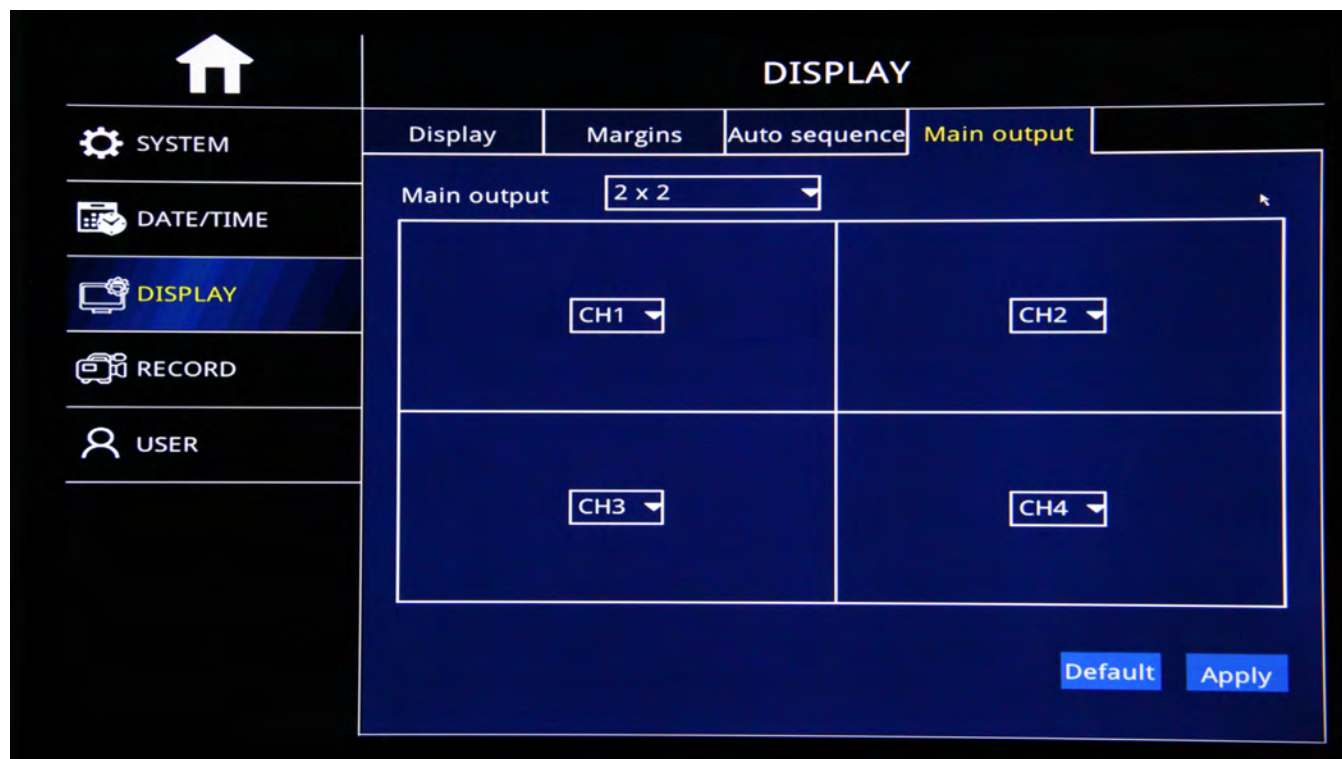 DISPLAY
SYSTEM
DATE/TIME
DISPLAY
RECORD
USER
Display Margins Auto sequence Main output
Main output 2 x 2
CH1 CH2
CH3 CH4
Default Apply